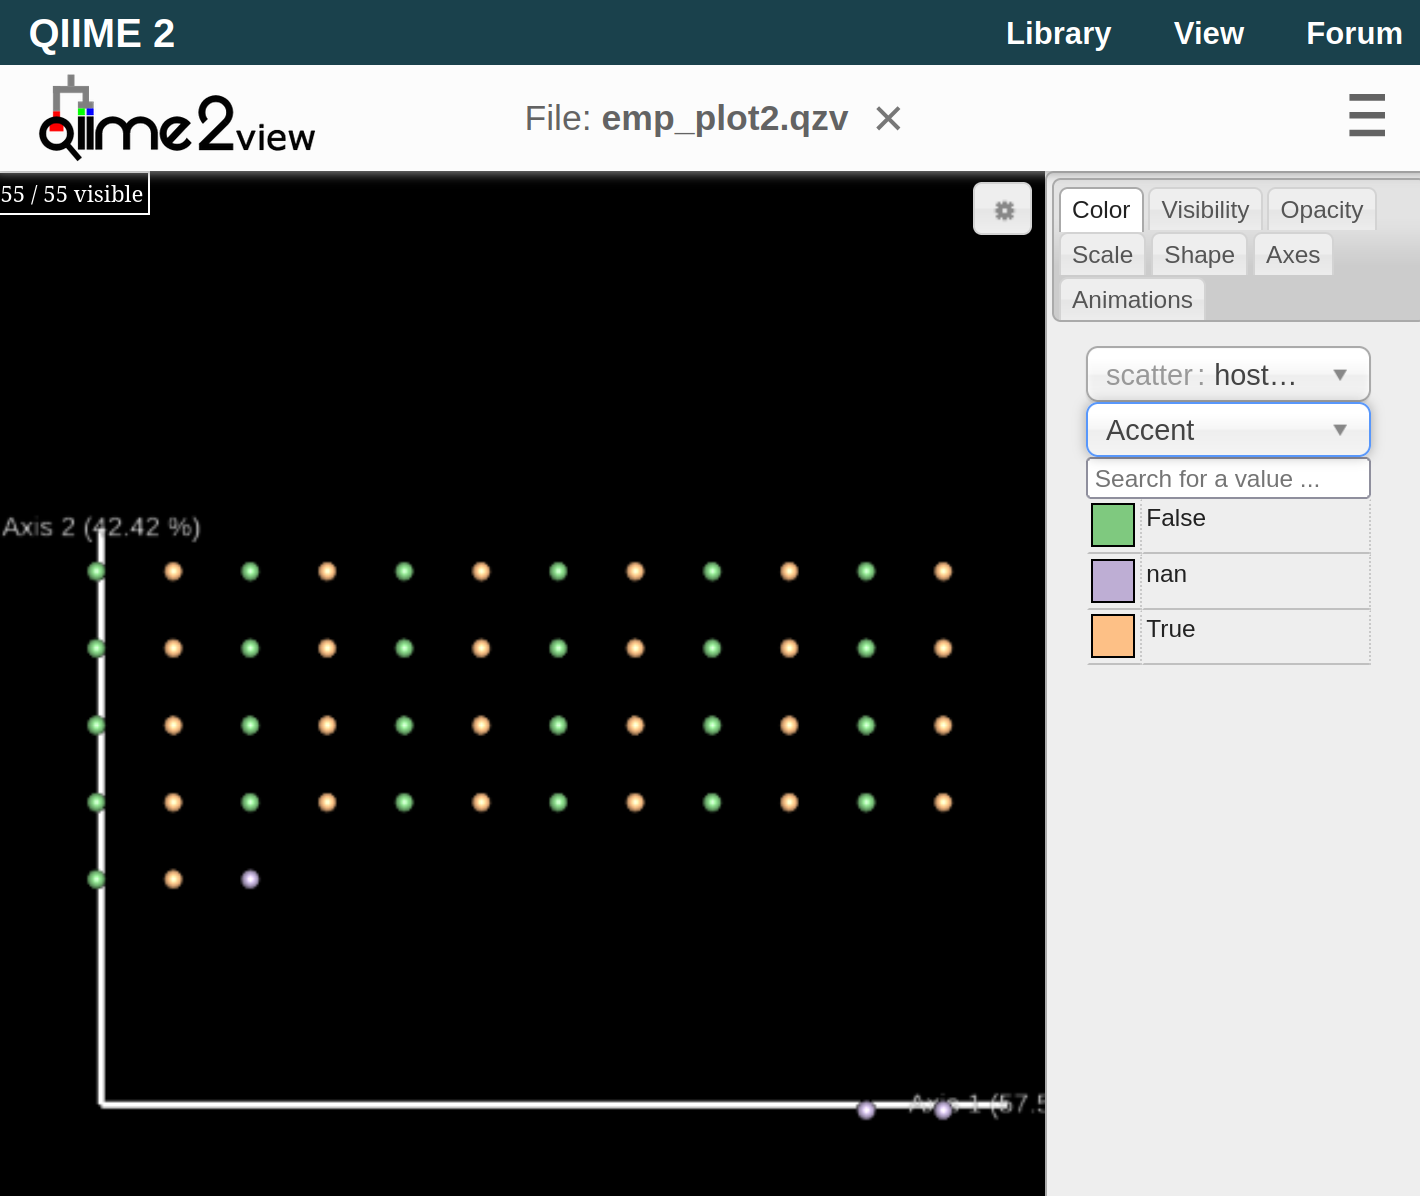 QIIME 2 Library View Forum
qiime2view File: emp_plot2.qzv ×
55 / 55 visible
Color Visibility Opacity
Scale Shape Axes
Animations
scatter: host...
Accent
Search for a value ...
False
nan
True
Axis 2 (42.42 %)
Axis 1 (57.5